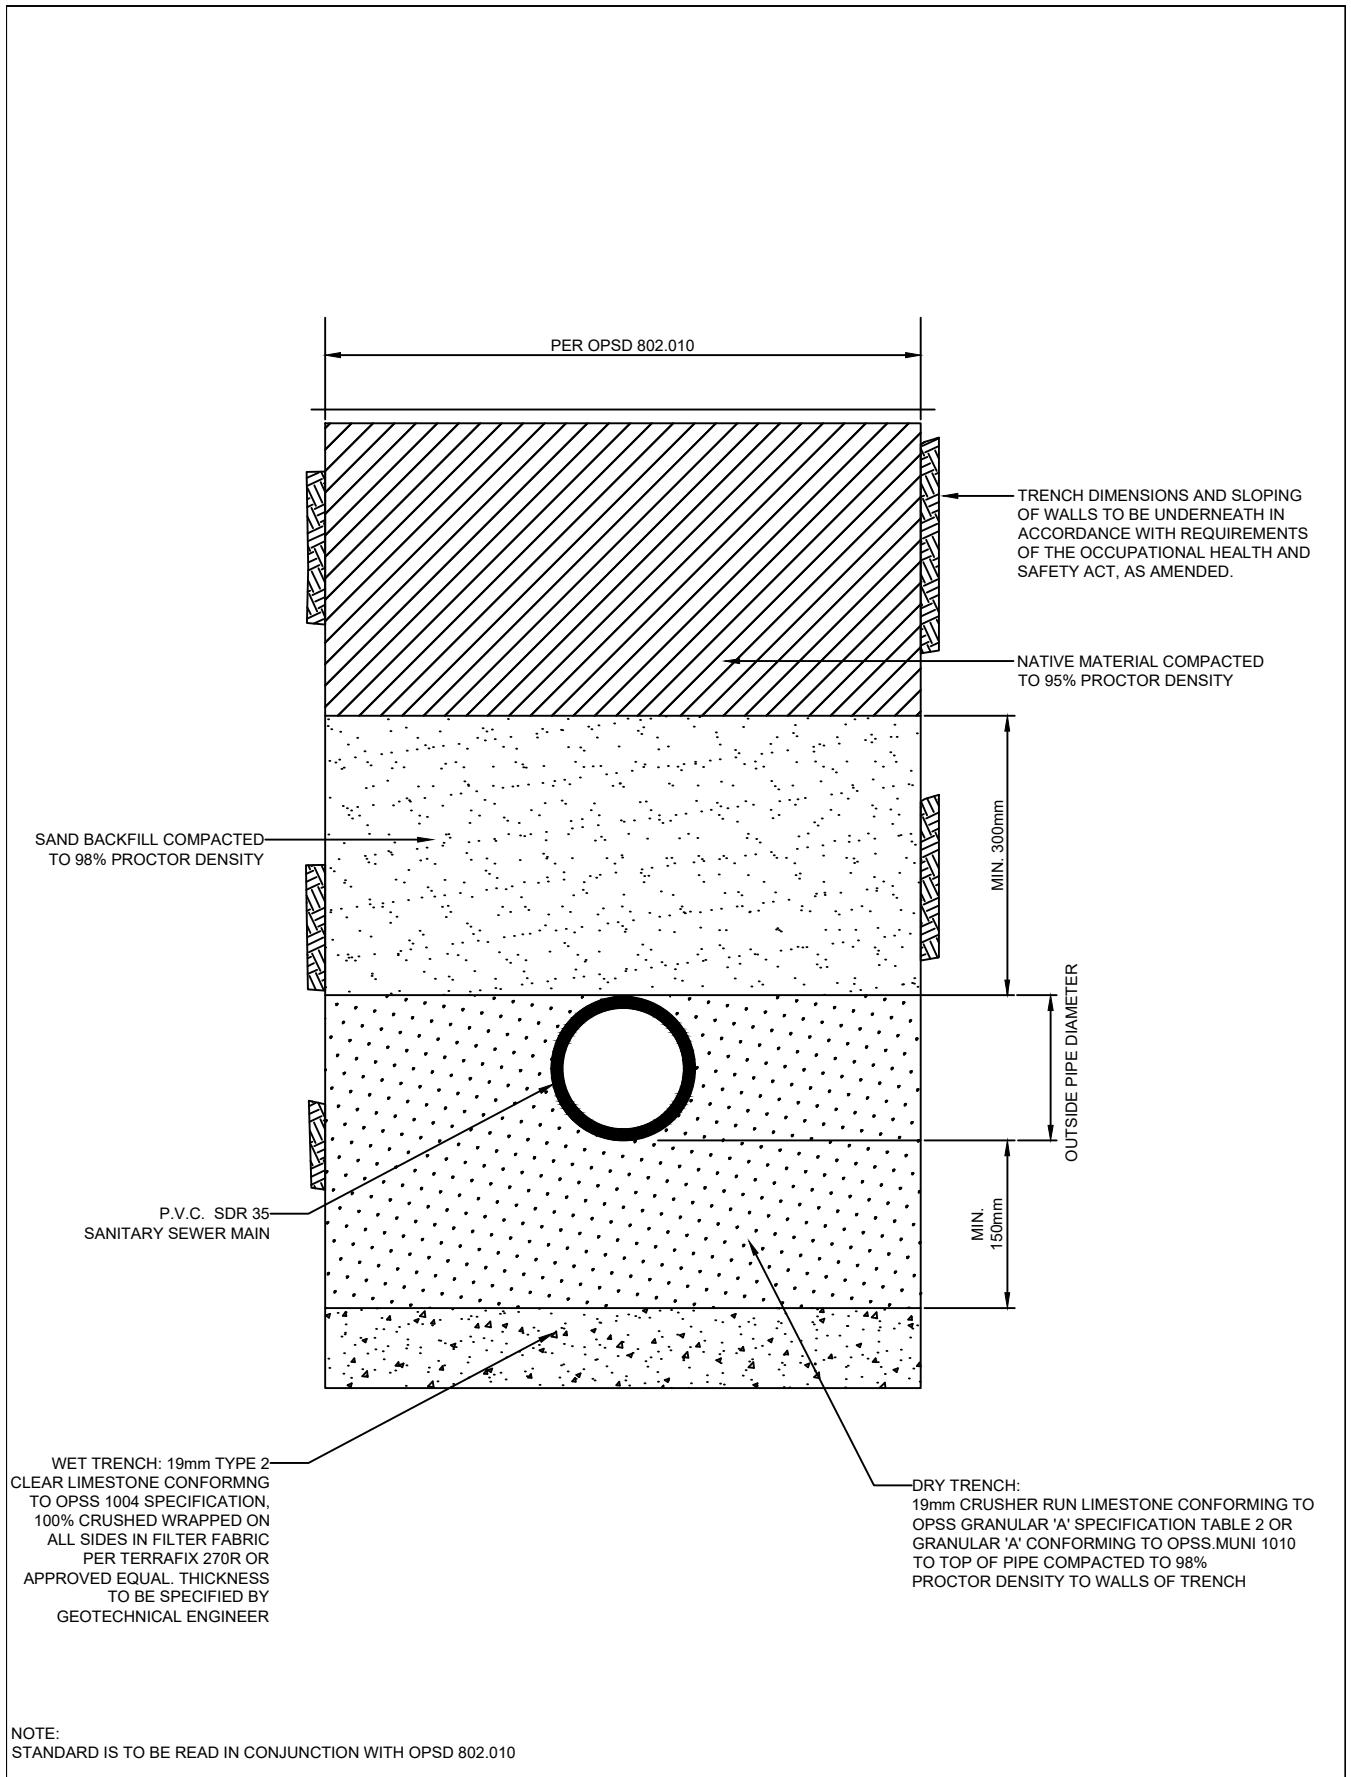 PER OPSD 802.010
TRENCH DIMENSIONS AND SLOPING
OF WALLS TO BE UNDERNEATH IN
ACCORDANCE WITH REQUIREMENTS
OF THE OCCUPATIONAL HEALTH AND
SAFETY ACT, AS AMENDED.
NATIVE MATERIAL COMPACTED
TO 95% PROCTOR DENSITY
MIN. 300mm
SAND BACKFILL COMPACTED
TO 98% PROCTOR DENSITY
OUTSIDE PIPE DIAMETER
P.V.C. SDR 35
SANITARY SEWER MAIN
MIN.
150mm
WET TRENCH: 19mm TYPE 2
CLEAR LIMESTONE CONFORMNG
TO OPSS 1004 SPECIFICATION,
100% CRUSHED WRAPPED ON
ALL SIDES IN FILTER FABRIC
PER TERRAFIX 270R OR
APPROVED EQUAL. THICKNESS
TO BE SPECIFIED BY
GEOTECHNICAL ENGINEER
DRY TRENCH:
19mm CRUSHER RUN LIMESTONE CONFORMING TO
OPSS GRANULAR 'A' SPECIFICATION TABLE 2 OR
GRANULAR 'A' CONFORMING TO OPSS.MUNI 1010
TO TOP OF PIPE COMPACTED TO 98%
PROCTOR DENSITY TO WALLS OF TRENCH
NOTE:
STANDARD IS TO BE READ IN CONJUNCTION WITH OPSD 802.010